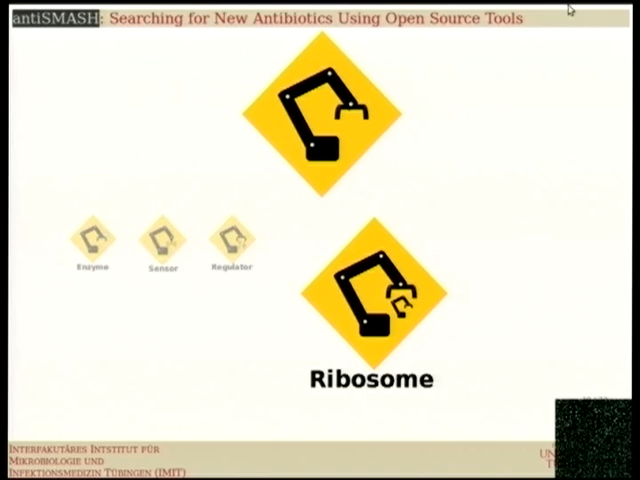 antiSMASH: Searching for New Antibiotics Using Open Source Tools
Enzyme
Sensor
Regulator
Ribosome
INTERFAKUTÄRES INTSTITUT FÜR
MIKROBIOLOGIE UND
INFEKTIONSMEDIZIN TÜBINGEN (IMIT)